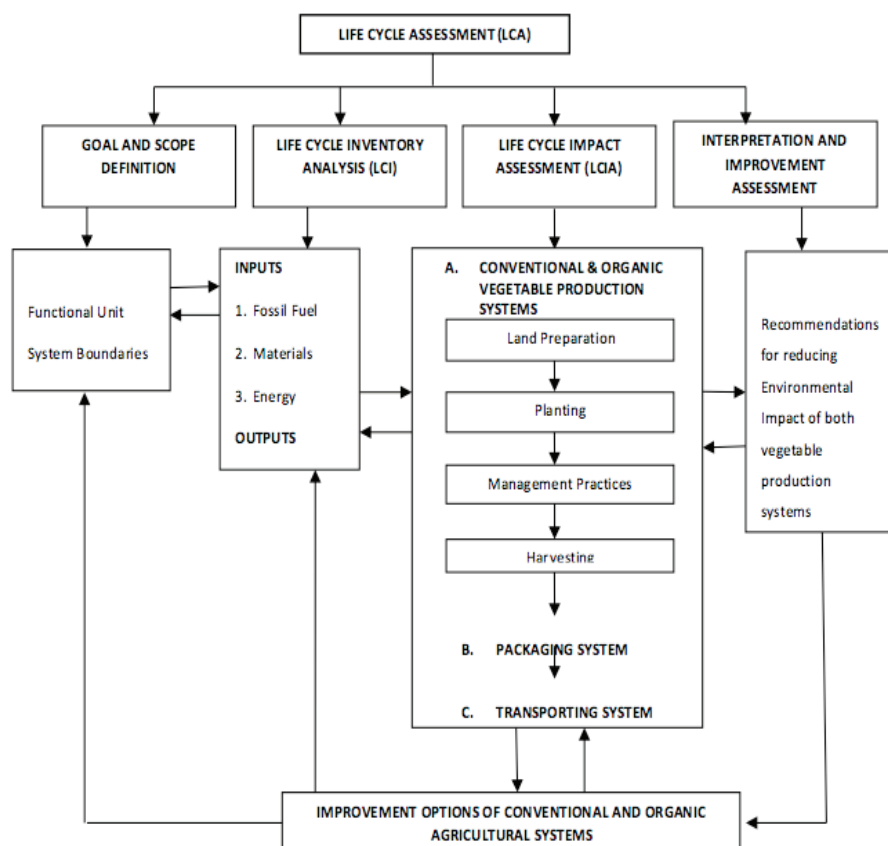 LIFE CYCLE ASSESSMENT (LCA)
GOAL AND SCOPE
DEFINITION
LIFE CYCLE INVENTORY
ANALYSIS (LCI)
LIFE CYCLE IMPACT
ASSESSMENT (LCIA)
INTERPRETATION AND
IMPROVEMENT
ASSESSMENT
Functional Unit
System Boundaries
INPUTS
1. Fossil Fuel
2. Materials
3. Energy
OUTPUTS
A. CONVENTIONAL & ORGANIC
VEGETABLE PRODUCTION
SYSTEMS
Land Preparation
Planting
Management Practices
Harvesting
B. PACKAGING SYSTEM
C. TRANSPORTING SYSTEM
Recommendations
for reducing
Environmental
Impact of both
vegetable
production
systems
IMPROVEMENT OPTIONS OF CONVENTIONAL AND ORGANIC
AGRICULTURAL SYSTEMS